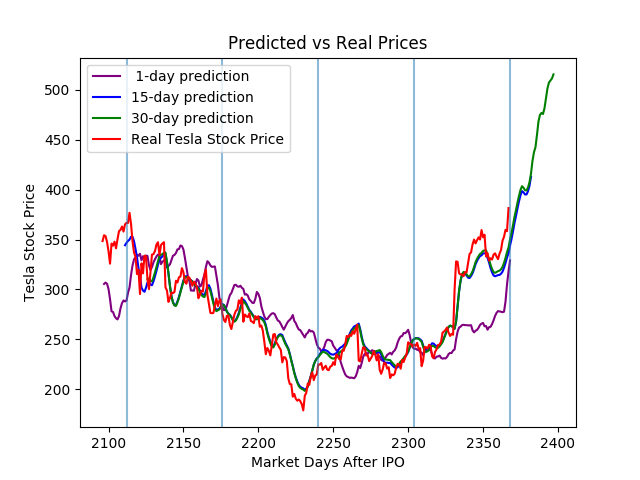 Predicted vs Real Prices
1-day prediction
15-day prediction
30-day prediction
Real Tesla Stock Price
Tesla Stock Price
500
450
400
350
300
250
200
2100 2150 2200 2250 2300 2350 2400
Market Days After IPO